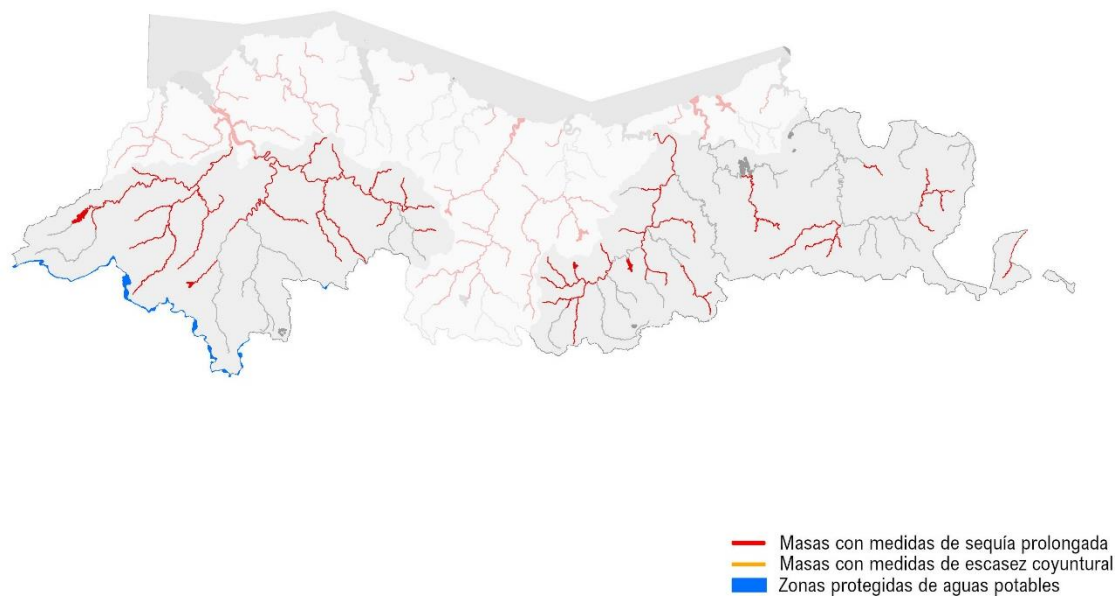 Masas con medidas de sequía prolongada
Masas con medidas de escasez coyuntural
Zonas protegidas de aguas potables